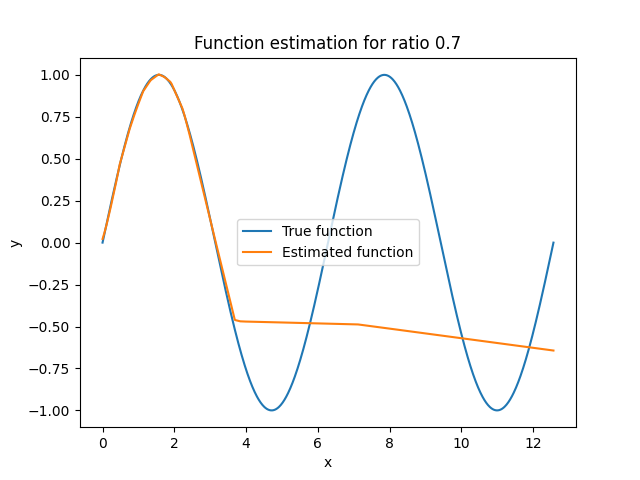 Function estimation for ratio 0.7
1.00
0.75
0.50
0.25
0.00
−0.25
−0.50
−0.75
−1.00
y
True function
Estimated function
0 2 4 6 8 10 12
x